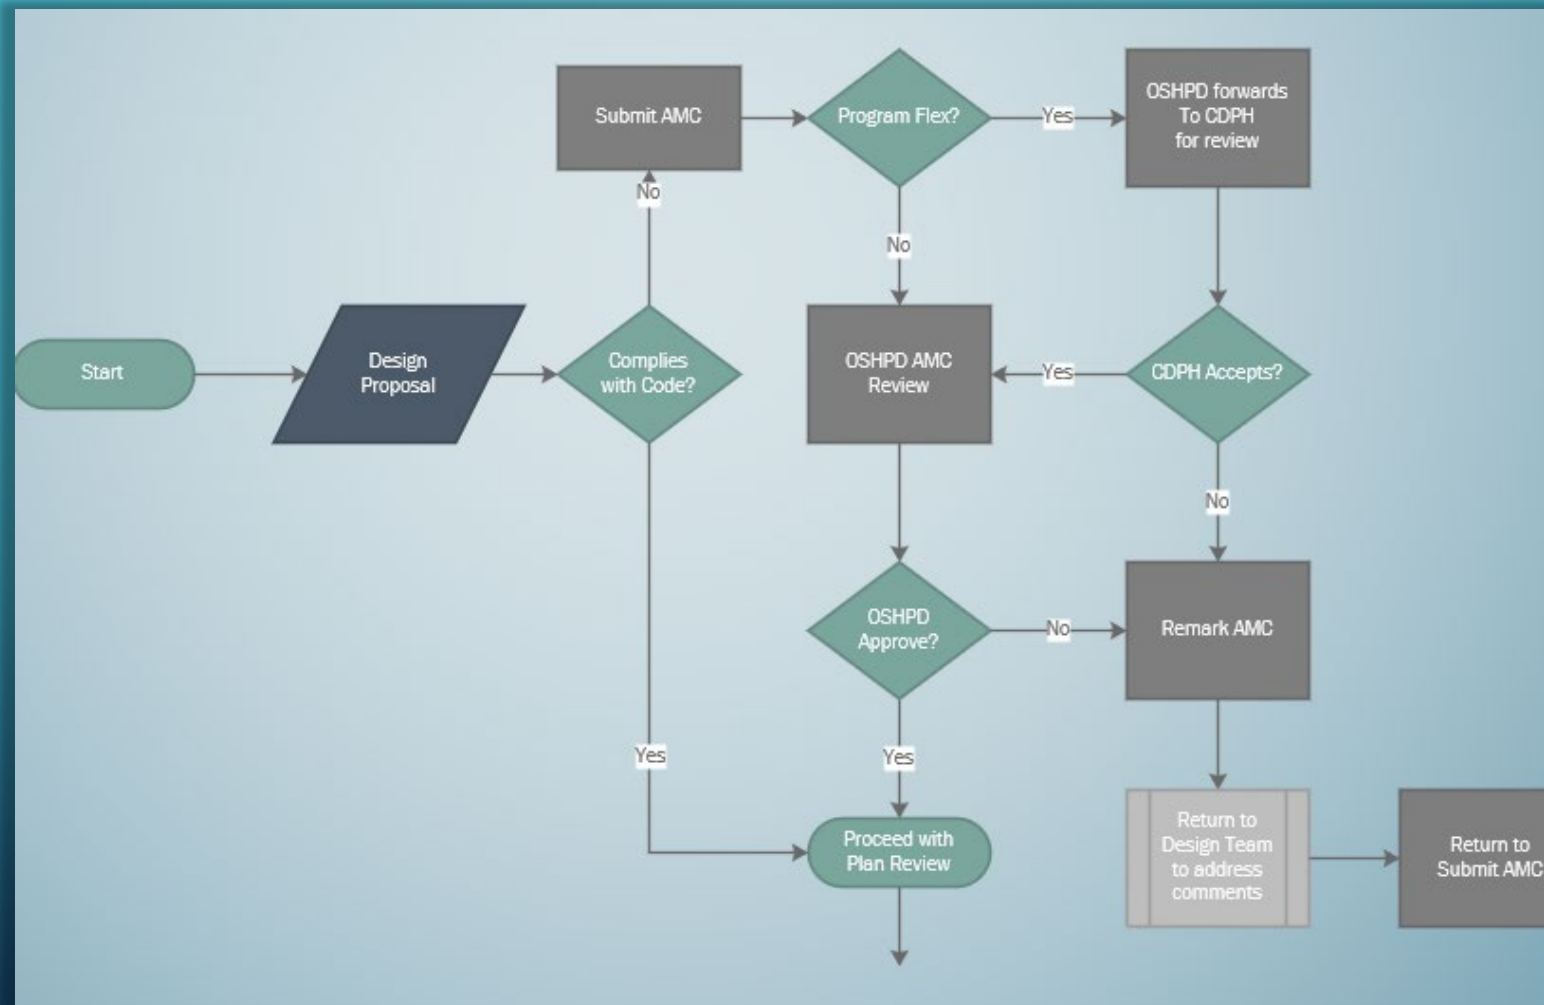 Submit AMC
Program Flex?
Yes
OSHPD forwards
To CDPH
for review
No
No
Start
Design
Proposal
Complies
with Code?
OSHPD AMC
Review
Yes
CDPH Accepts?
No
OSHPD
Approve?
No
Remark AMC
Yes
Yes
Proceed with
Plan Review
Return to
Design Team
to address
comments
Return to
Submit AMC